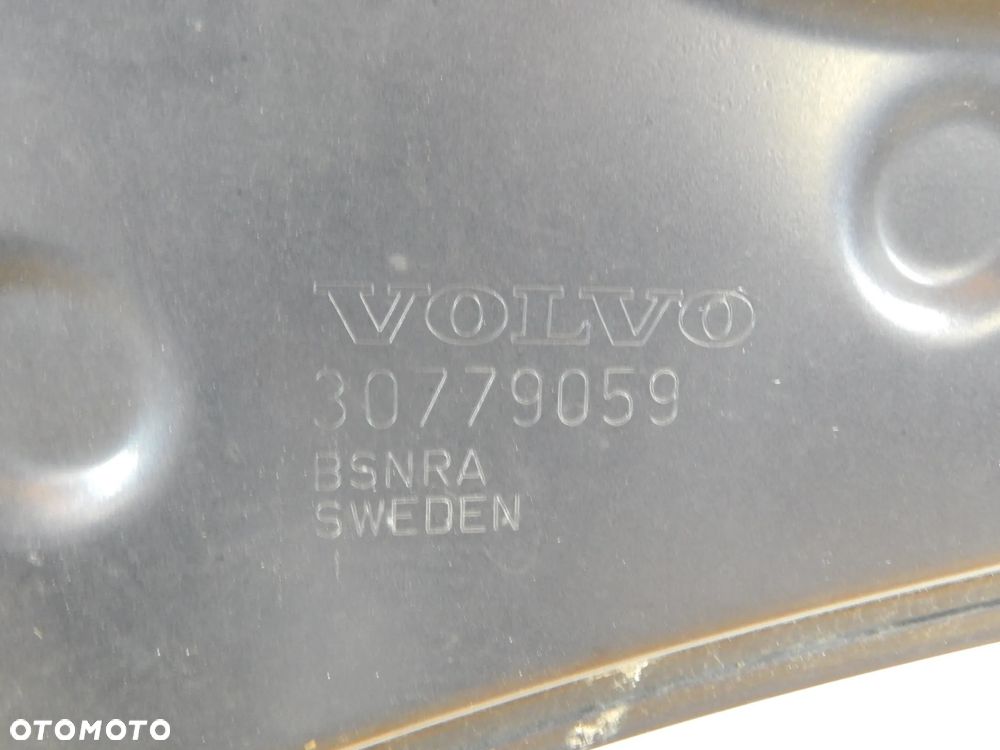 VOLVO
30779059
BSNRA
SWEDEN
OTOMOTO